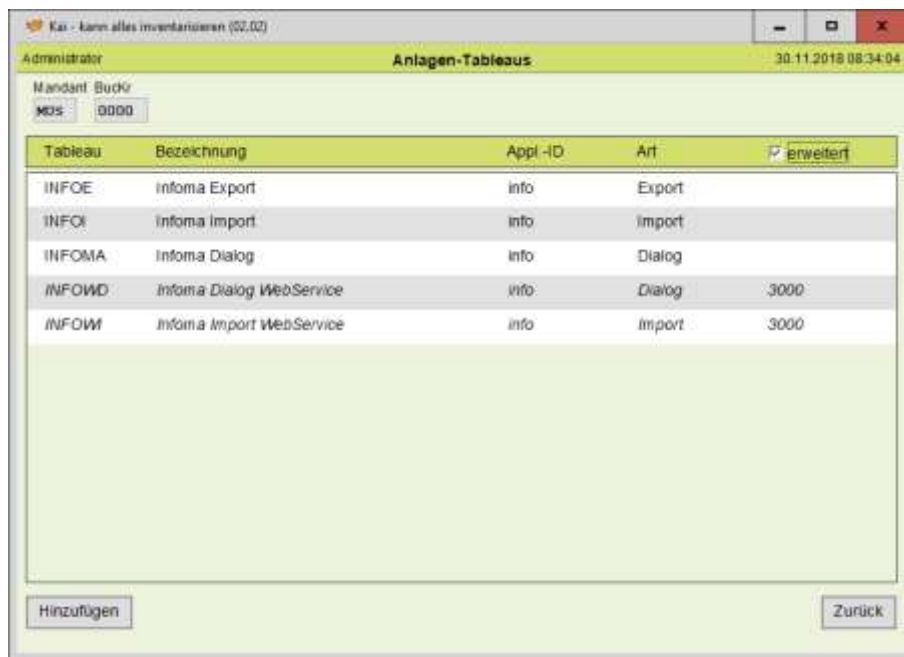 Kai - kann alles inventarisieren (02.02)
Administrator Anlagen-Tableaus 30.11.2018 08:34:04
Mandant BucKr
MDS 0000
Tableau Bezeichnung Appl.-ID Art erweitert
INFOE Infoma Export info Export
INFOI Infoma Import info Import
INFOMA Infoma Dialog info Dialog
INFOWD Infoma Dialog WebService info Dialog 3000
INFOWI Infoma Import WebService info Import 3000
Hinzufügen Zurück